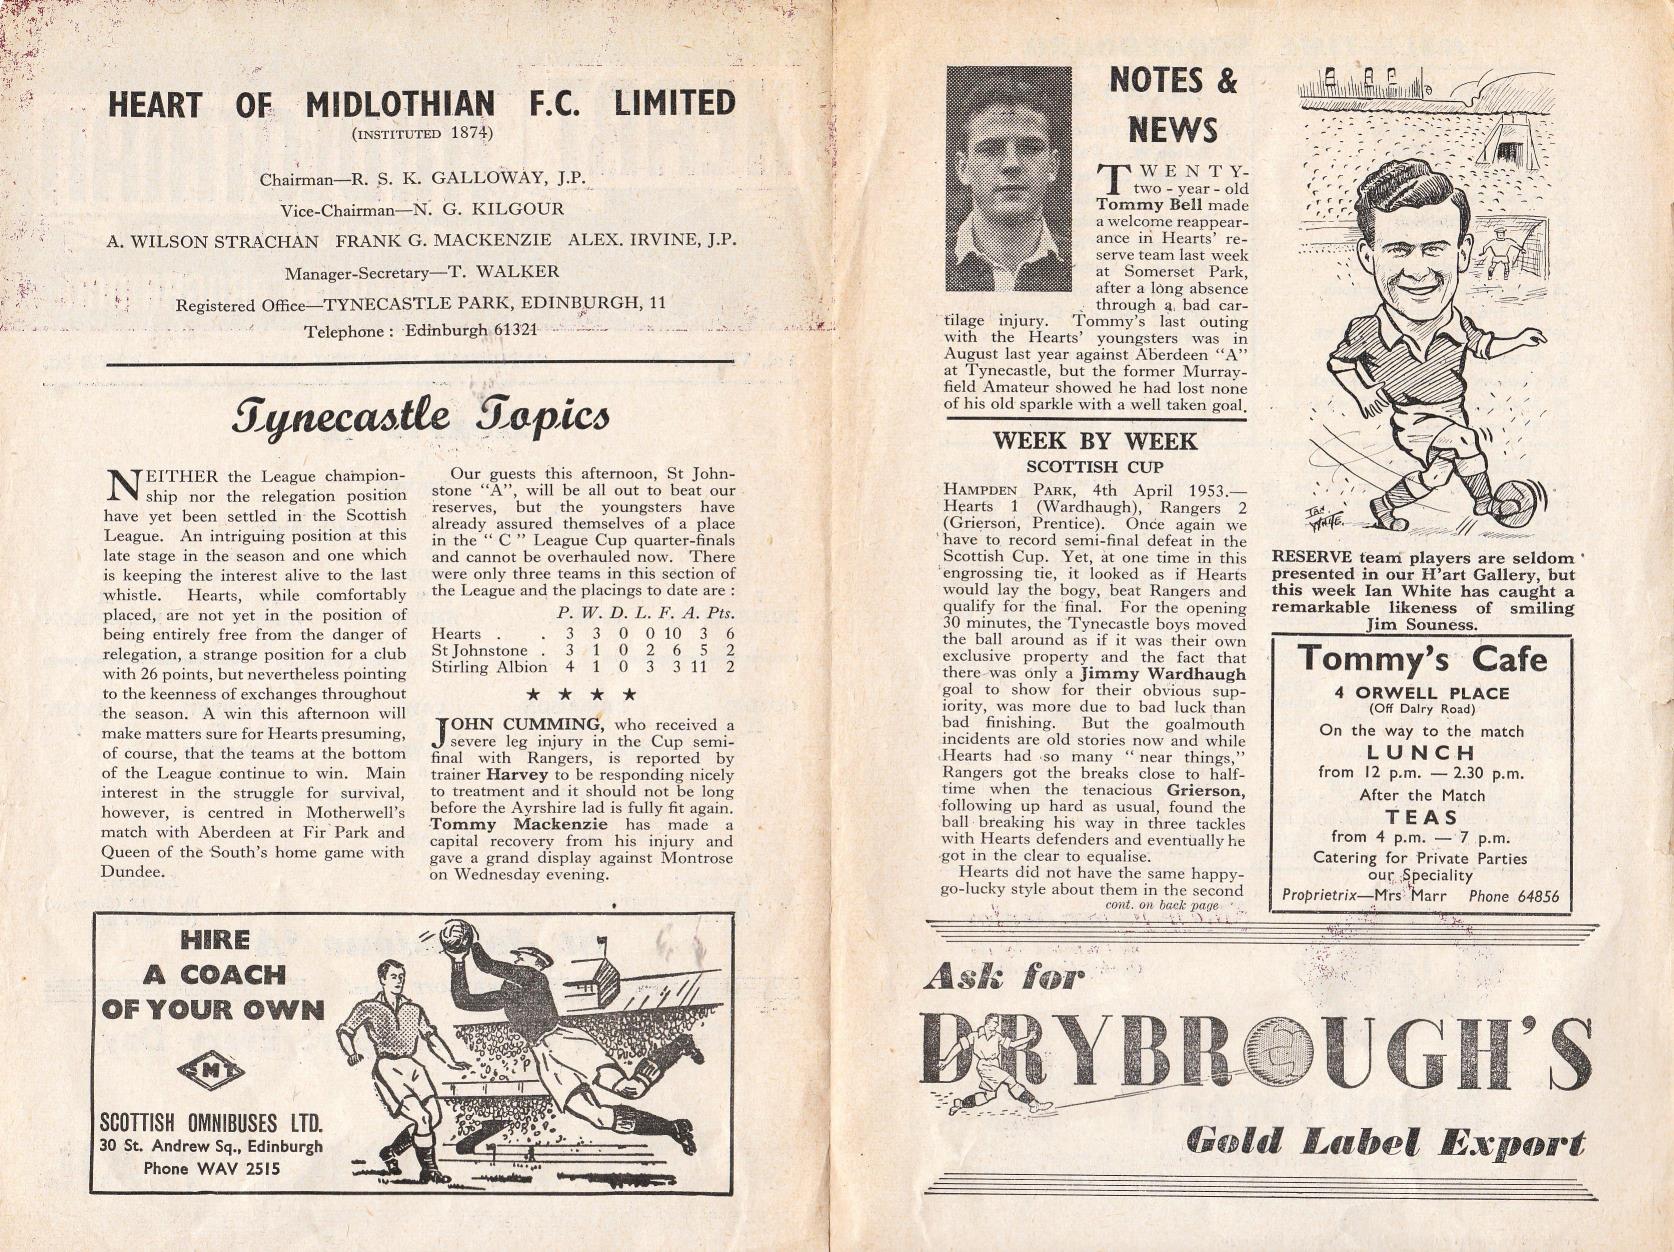 HEART OF MIDLOTHIAN F.C. LIMITED
(INSTITUTED 1874)
Chairman—R. S. K. GALLOWAY, J.P.
Vice-Chairman—N. G. KILGOUR
A. WILSON STRACHAN FRANK G. MACKENZIE ALEX. IRVINE, J.P.
Manager-Secretary—T. WALKER
Registered Office—TYNECASTLE PARK, EDINBURGH, 11
Telephone : Edinburgh 61321
Tynecastle Topics
NEITHER the League champion-
ship nor the relegation position
have yet been settled in the Scottish
League. An intriguing position at this
late stage in the season and one which
is keeping the interest alive to the last
whistle. Hearts, while comfortably
placed, are not yet in the position of
being entirely free from the danger of
relegation, a strange position for a club
with 26 points, but nevertheless pointing
to the keenness of exchanges throughout
the season. A win this afternoon will
make matters sure for Hearts presuming,
of course, that the teams at the bottom
of the League continue to win. Main
interest in the struggle for survival,
however, is centred in Motherwell's
match with Aberdeen at Fir Park and
Queen of the South's home game with
Dundee.
Our guests this afternoon, St John-
stone "A", will be all out to beat our
reserves, but the youngsters have
already assured themselves of a place
in the " C " League Cup quarter-finals
and cannot be overhauled now. There
were only three teams in this section of
the League and the placings to date are :
P. W. D. L. F. A. Pts.
Hearts . . 3 3 0 0 10 3 6
St Johnstone . 3 1 0 2 6 5 2
Stirling Albion 4 1 0 3 3 11 2
★ ★ ★ ★
JOHN CUMMING, who received a
severe leg injury in the Cup semi-
final with Rangers, is reported by
trainer Harvey to be responding nicely
to treatment and it should not be long
before the Ayrshire lad is fully fit again.
Tommy Mackenzie has made a
capital recovery from his injury and
gave a grand display against Montrose
on Wednesday evening.
HIRE
A COACH
OF YOUR OWN
SMT
SCOTTISH OMNIBUSES LTD.
30 St. Andrew Sq., Edinburgh
Phone WAV 2515
NOTES &
NEWS
TWENTY-
two - year - old
Tommy Bell made
a welcome reappear-
ance in Hearts' re-
serve team last week
at Somerset Park,
after a long absence
through a bad car-
tilage injury. Tommy's last outing
with the Hearts' youngsters was in
August last year against Aberdeen "A"
at Tynecastle, but the former Murray-
field Amateur showed he had lost none
of his old sparkle with a well taken goal.
WEEK BY WEEK
SCOTTISH CUP
HAMPDEN PARK, 4th April 1953.—
Hearts 1 (Wardhaugh), Rangers 2
(Grierson, Prentice). Once again we
have to record semi-final defeat in the
Scottish Cup. Yet, at one time in this
engrossing tie, it looked as if Hearts
would lay the bogy, beat Rangers and
qualify for the final. For the opening
30 minutes, the Tynecastle boys moved
the ball around as if it was their own
exclusive property and the fact that
there was only a Jimmy Wardhaugh
goal to show for their obvious sup-
iority, was more due to bad luck than
bad finishing. But the goalmouth
incidents are old stories now and while
Hearts had so many " near things,"
Rangers got the breaks close to half-
time when the tenacious Grierson,
following up hard as usual, found the
ball breaking his way in three tackles
with Hearts defenders and eventually he
got in the clear to equalise.
Hearts did not have the same happy-
go-lucky style about them in the second
cont. on back page
Ian
White.
RESERVE team players are seldom
presented in our H'art Gallery, but
this week Ian White has caught a
remarkable likeness of smiling
Jim Souness.
Tommy's Cafe
4 ORWELL PLACE
(Off Dalry Road)
On the way to the match
LUNCH
from 12 p.m. — 2.30 p.m.
After the Match
TEAS
from 4 p.m. — 7 p.m.
Catering for Private Parties
our Speciality
Proprietrix—Mrs Marr Phone 64856
Ask for
DRYBROUGH'S
Gold Label Export